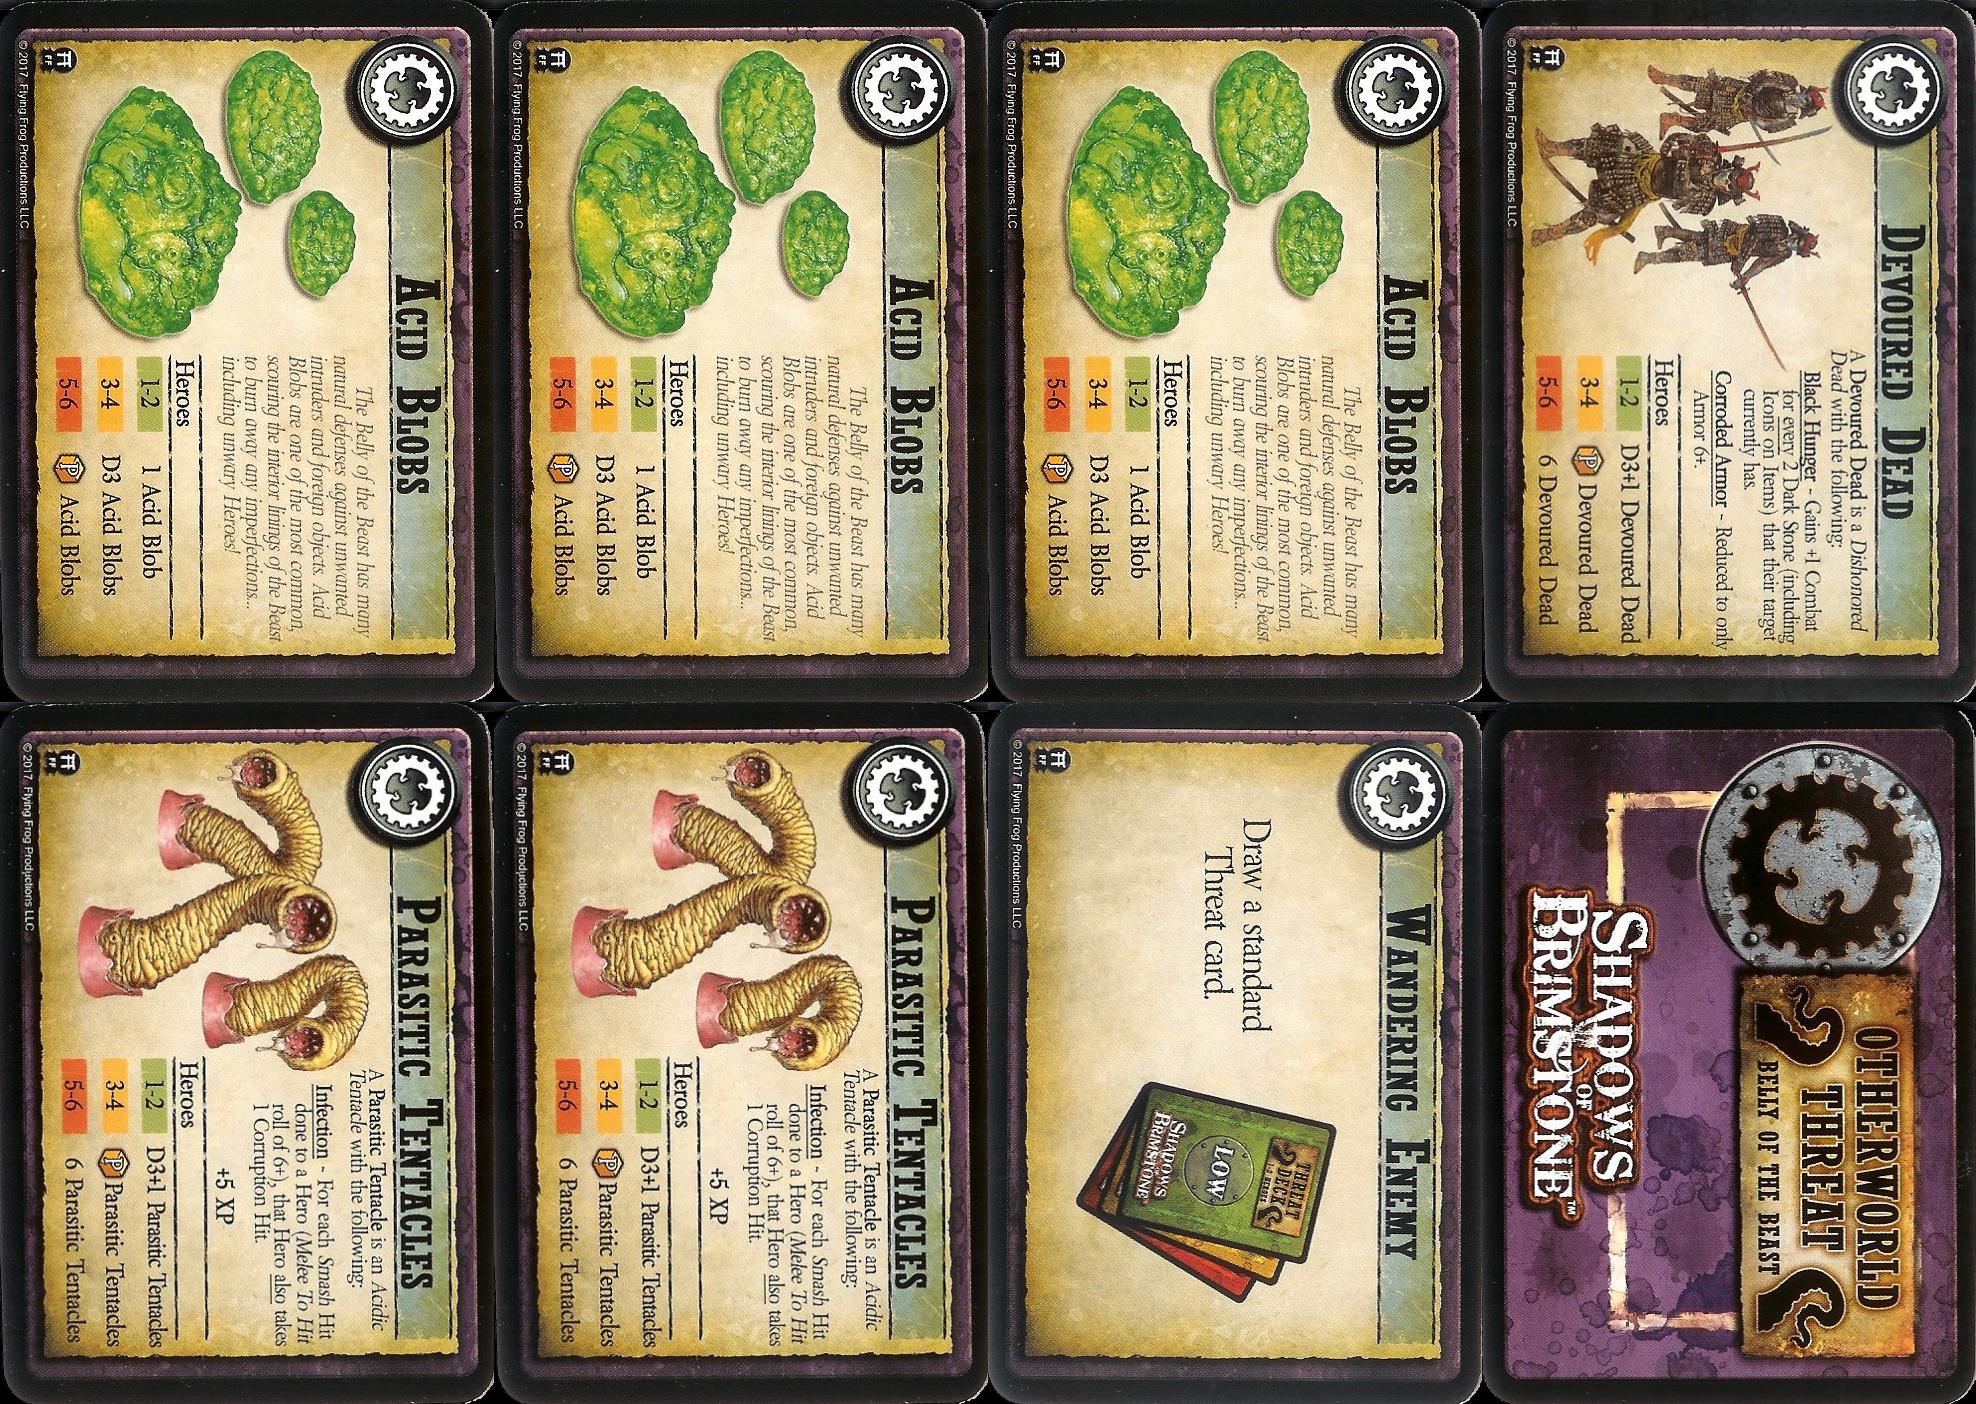 DEVOURED DEAD
A Devoured Dead is a Dishonored
Dead with the following:
Black Hunger - Gains +1 Combat
for every 2 Dark Stone (including
Icons on Items) that their target
currently has.
Corroded Armor - Reduced to only
Armor 6+.
Heroes
1-2 D3+1 Devoured Dead
3-4 P Devoured Dead
5-6 6 Devoured Dead
FF
© 2017 Flying Frog Productions LLC
OTHERWORLD
THREAT
BELLY OF THE BEAST
SHADOWS
OF
BRIMSTONE™
ACID BLOBS
The Belly of the Beast has many
natural defenses against unwanted
intruders and foreign objects. Acid
Blobs are one of the most common,
scouring the interior linings of the Beast
to burn away any imperfections...
including unwary Heroes!
Heroes
1-2 1 Acid Blob
3-4 D3 Acid Blobs
5-6 P Acid Blobs
FF
© 2017 Flying Frog Productions LLC
WANDERING ENEMY
Draw a standard
Threat card.
THREAT
DECK
1-2 HEROES
LOW
SHADOWS
OF
BRIMSTONE
FF
© 2017 Flying Frog Productions LLC
ACID BLOBS
The Belly of the Beast has many
natural defenses against unwanted
intruders and foreign objects. Acid
Blobs are one of the most common,
scouring the interior linings of the Beast
to burn away any imperfections...
including unwary Heroes!
Heroes
1-2 1 Acid Blob
3-4 D3 Acid Blobs
5-6 P Acid Blobs
FF
© 2017 Flying Frog Productions LLC
PARASITIC TENTACLES
A Parasitic Tentacle is an Acidic
Tentacle with the following:
Infection - For each Smash Hit
done to a Hero (Melee To Hit
roll of 6+), that Hero also takes
1 Corruption Hit.
+5 XP
Heroes
1-2 D3+1 Parasitic Tentacles
3-4 P Parasitic Tentacles
5-6 6 Parasitic Tentacles
FF
© 2017 Flying Frog Productions LLC
ACID BLOBS
The Belly of the Beast has many
natural defenses against unwanted
intruders and foreign objects. Acid
Blobs are one of the most common,
scouring the interior linings of the Beast
to burn away any imperfections...
including unwary Heroes!
Heroes
1-2 1 Acid Blob
3-4 D3 Acid Blobs
5-6 P Acid Blobs
FF
© 2017 Flying Frog Productions LLC
PARASITIC TENTACLES
A Parasitic Tentacle is an Acidic
Tentacle with the following:
Infection - For each Smash Hit
done to a Hero (Melee To Hit
roll of 6+), that Hero also takes
1 Corruption Hit.
+5 XP
Heroes
1-2 D3+1 Parasitic Tentacles
3-4 P Parasitic Tentacles
5-6 6 Parasitic Tentacles
FF
© 2017 Flying Frog Productions LLC